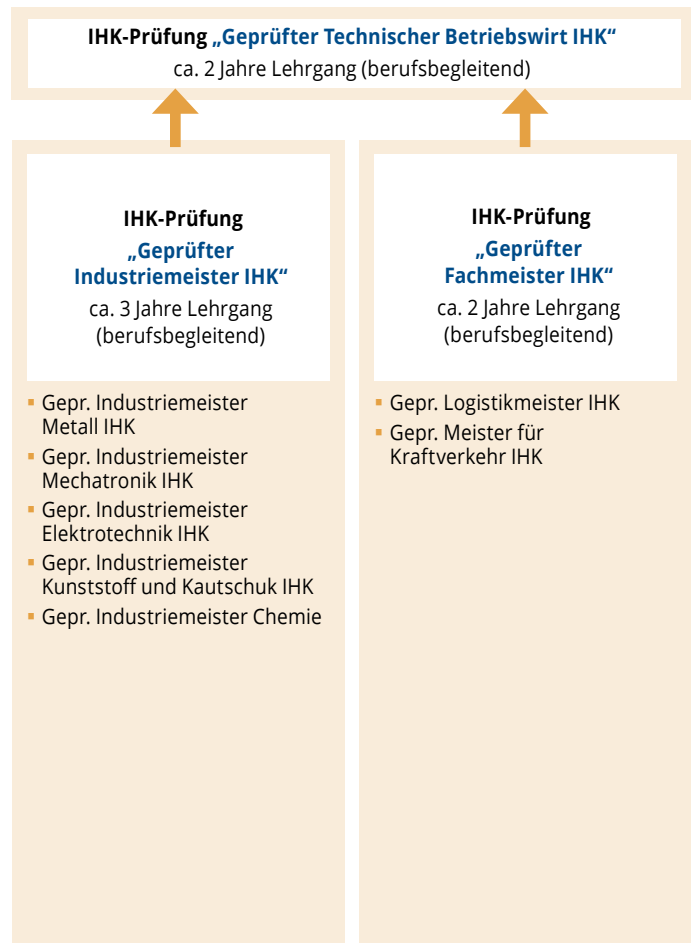 IHK-Prüfung „Geprüfter Technischer Betriebswirt IHK“
ca. 2 Jahre Lehrgang (berufsbegleitend)
IHK-Prüfung
„Geprüfter
Industriemeister IHK“
ca. 3 Jahre Lehrgang
(berufsbegleitend)
▪ Gepr. Industriemeister
Metall IHK
▪ Gepr. Industriemeister
Mechatronik IHK
▪ Gepr. Industriemeister
Elektrotechnik IHK
▪ Gepr. Industriemeister
Kunststoff und Kautschuk IHK
▪ Gepr. Industriemeister Chemie
IHK-Prüfung
„Geprüfter
Fachmeister IHK“
ca. 2 Jahre Lehrgang
(berufsbegleitend)
▪ Gepr. Logistikmeister IHK
▪ Gepr. Meister für
Kraftverkehr IHK